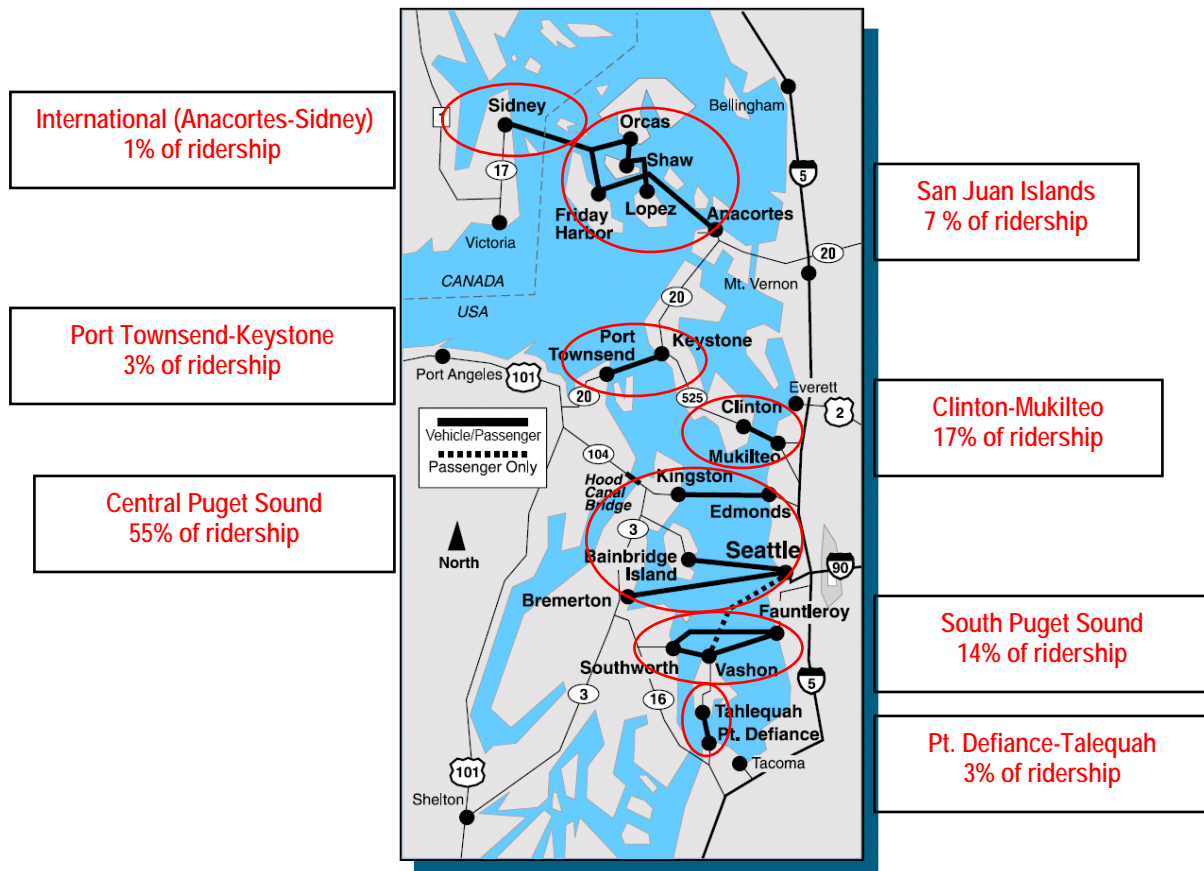 International (Anacortes-Sidney)
1% of ridership
Port Townsend-Keystone
3% of ridership
Central Puget Sound
55% of ridership
1
Sidney
Orcas
Bellingham
Shaw
17
5
Friday
Harbor
Lopez
Anacortes
Victoria
20
CANADA
USA
Mt. Vernon
20
Port
Townsend
Keystone
Port Angeles
101
20
525
Everett
2
Clinton
Mukilteo
Vehicle/Passenger
Passenger Only
104
Hood
Canal
Bridge
Kingston
Edmonds
3
North
Bainbridge
Island
Seattle
90
Bremerton
Fauntleroy
Southworth
Vashon
3
16
5
Tahlequah
Pt. Defiance
Tacoma
101
Shelton
San Juan Islands
7 % of ridership
Clinton-Mukilteo
17% of ridership
South Puget Sound
14% of ridership
Pt. Defiance-Talequah
3% of ridership